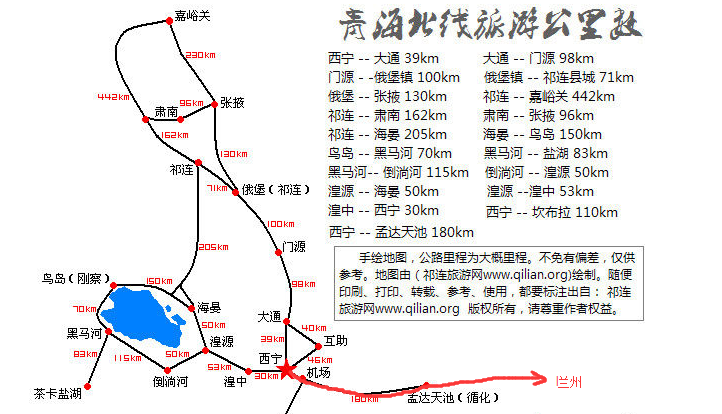 青海北线旅游公里数
西宁 -- 大通 39km
大通 -- 门源 98km
门源 --俄堡镇 100km
俄堡镇 -- 祁连县城 71km
俄堡 -- 张掖 130km
祁连 -- 嘉峪关 442km
祁连 -- 肃南 162km
肃南 -- 张掖 96km
祁连 -- 海晏 205km
海晏 -- 鸟岛 150km
鸟岛 -- 黑马河 70km
黑马河 -- 盐湖 83km
黑马河-- 倒淌河 115km
倒淌河 -- 湟源 50km
湟源 -- 海晏 50km
湟源 --湟中 53km
湟中 -- 西宁 30km
西宁 -- 坎布拉 110km
西宁 -- 孟达天池 180km
手绘地图，公路里程为大概里程。不免有偏差，仅供
参考。地图由（祁连旅游网www.qilian.org)绘制。随便
印刷、打印、转载、参考、使用，都要标注出自： 祁连
旅游网www.qilian.org 版权所有，请尊重作者权益。
嘉峪关
230km
442km
96km
张掖
肃南
162km
130km
祁连
71km
俄堡（祁连）
100km
205km
门源
98km
鸟岛（刚察）
150km
70km
海晏
大通
40km
黑马河
50km
39km
互助
湟源
83km
115km
50km
西宁
46km
53km
倒淌河
湟中
30km
机场
兰州
茶卡盐湖
180km
孟达天池（循化）